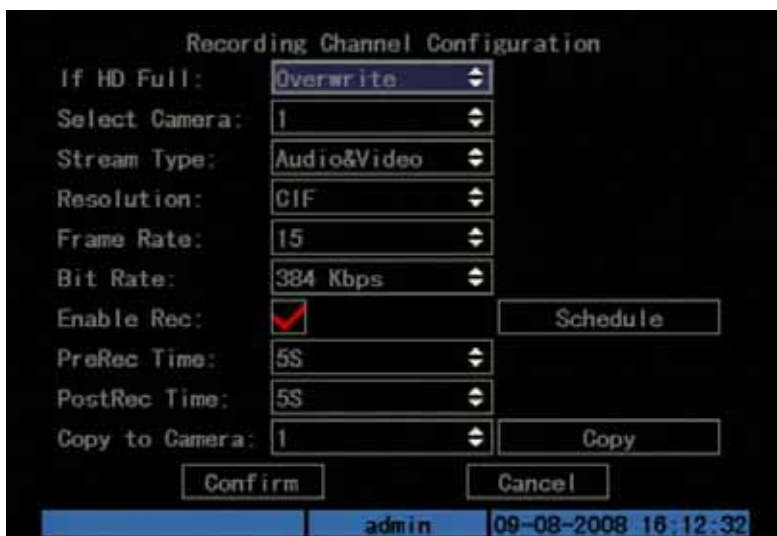 Recording Channel Configuration
If HD Full: Overwrite
Select Camera: 1
Stream Type: Audio&Video
Resolution: CIF
Frame Rate: 15
Bit Rate: 384 Kbps
Enable Rec: Schedule
PreRec Time: 5S
PostRec Time: 5S
Copy to Camera: 1 Copy
Confirm Cancel
admin 09-08-2008 16:12:32